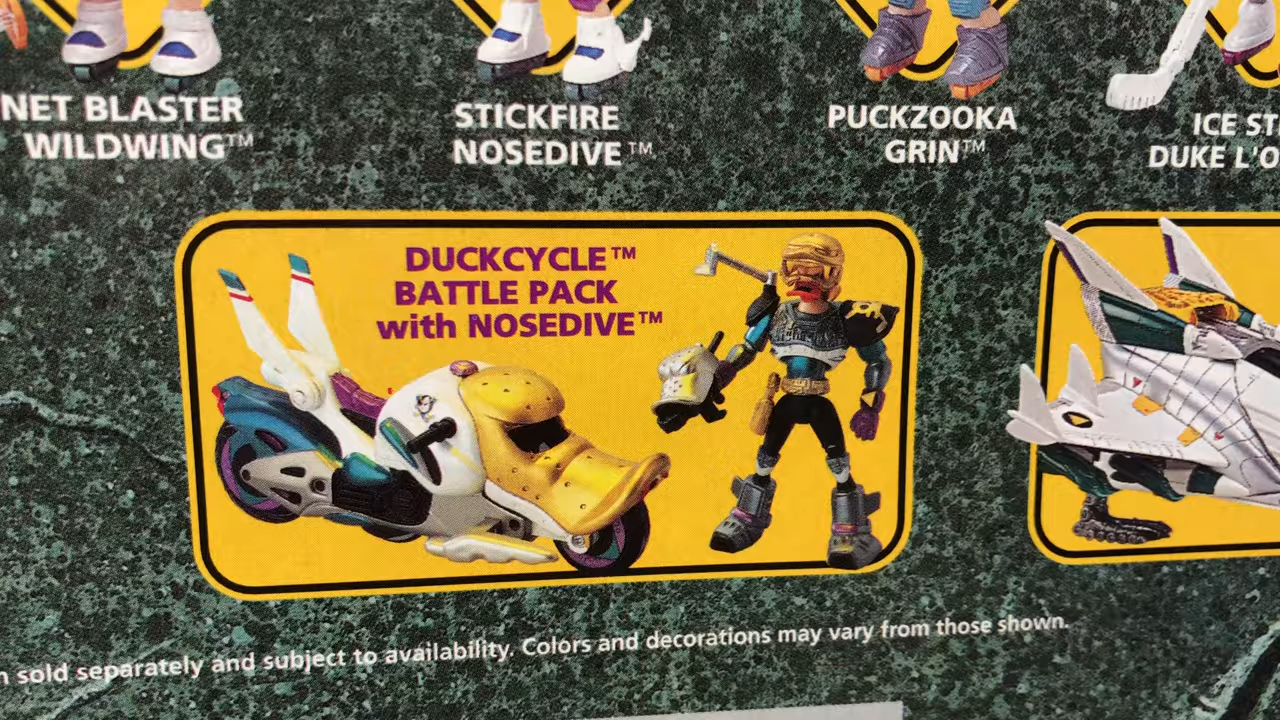 NET BLASTER
WILDWING™
STICKFIRE
NOSEDIVE™
PUCKZOOKA
GRIN™
ICE ST
DUKE L'O
DUCKCYCLE™
BATTLE PACK
with NOSEDIVE™
sold separately and subject to availability. Colors and decorations may vary from those shown.